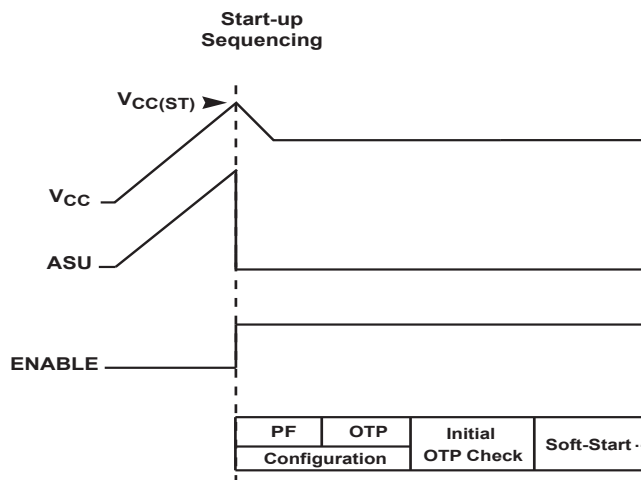 Start-up
Sequencing
VCC(ST)
VCC
ASU
ENABLE
PF
OTP
Configuration
Initial
OTP Check
Soft-Start